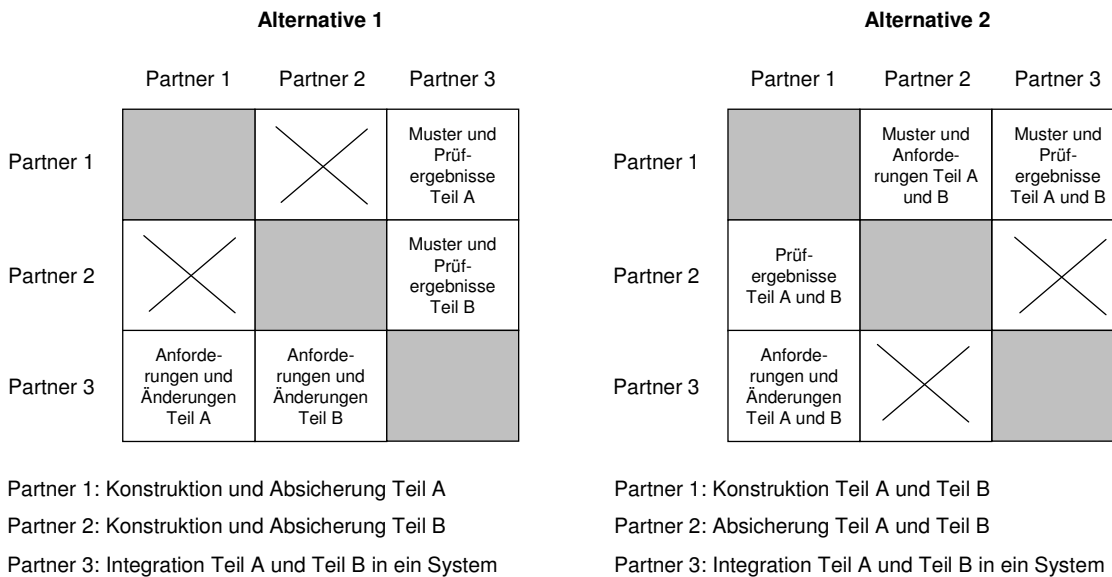 Alternative 1
Partner 1 Partner 2 Partner 3
Partner 1
Muster und
Prüf-
ergebnisse
Teil A
Partner 2
Muster und
Prüf-
ergebnisse
Teil B
Partner 3
Anforde-
rungen und
Änderungen
Teil A
Anforde-
rungen und
Änderungen
Teil B
Partner 1: Konstruktion und Absicherung Teil A
Partner 2: Konstruktion und Absicherung Teil B
Partner 3: Integration Teil A und Teil B in ein System
Alternative 2
Partner 1 Partner 2 Partner 3
Partner 1
Muster und
Anforde-
rungen Teil A
und B
Muster und
Prüf-
ergebnisse
Teil A und B
Partner 2
Prüf-
ergebnisse
Teil A und B
Partner 3
Anforde-
rungen und
Änderungen
Teil A und B
Partner 1: Konstruktion Teil A und Teil B
Partner 2: Absicherung Teil A und Teil B
Partner 3: Integration Teil A und Teil B in ein System